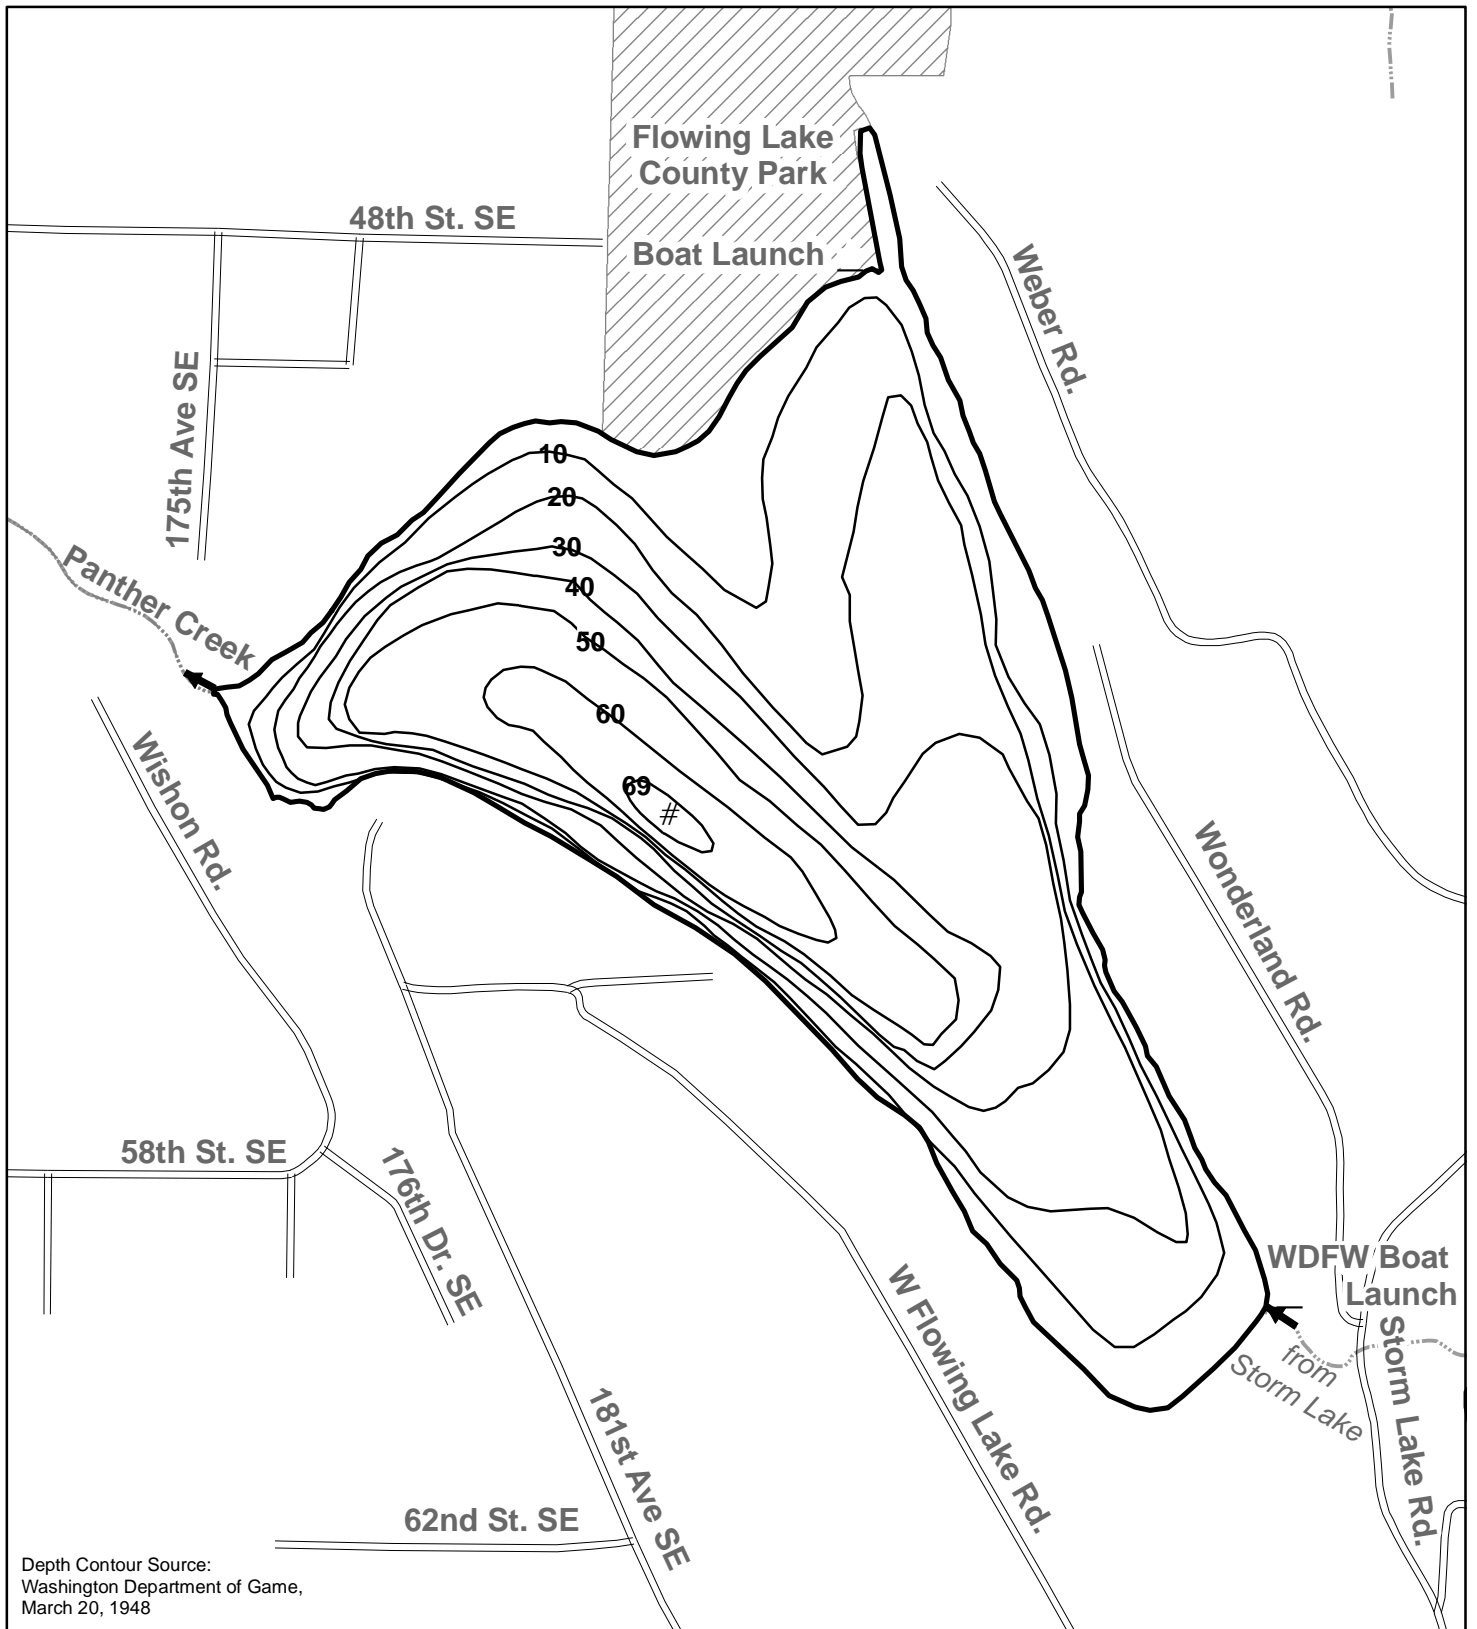 Flowing Lake
County Park
48th St. SE
Boat Launch
Weber Rd.
175th Ave SE
10
20
30
40
50
60
69
#
Panther Creek
Wishon Rd.
Wonderland Rd.
58th St. SE
176th Dr. SE
WDFW Boat
Launch
from
Storm Lake
Storm Lake Rd.
W Flowing Lake Rd.
181st Ave SE
62nd St. SE
Depth Contour Source:
Washington Department of Game,
March 20, 1948